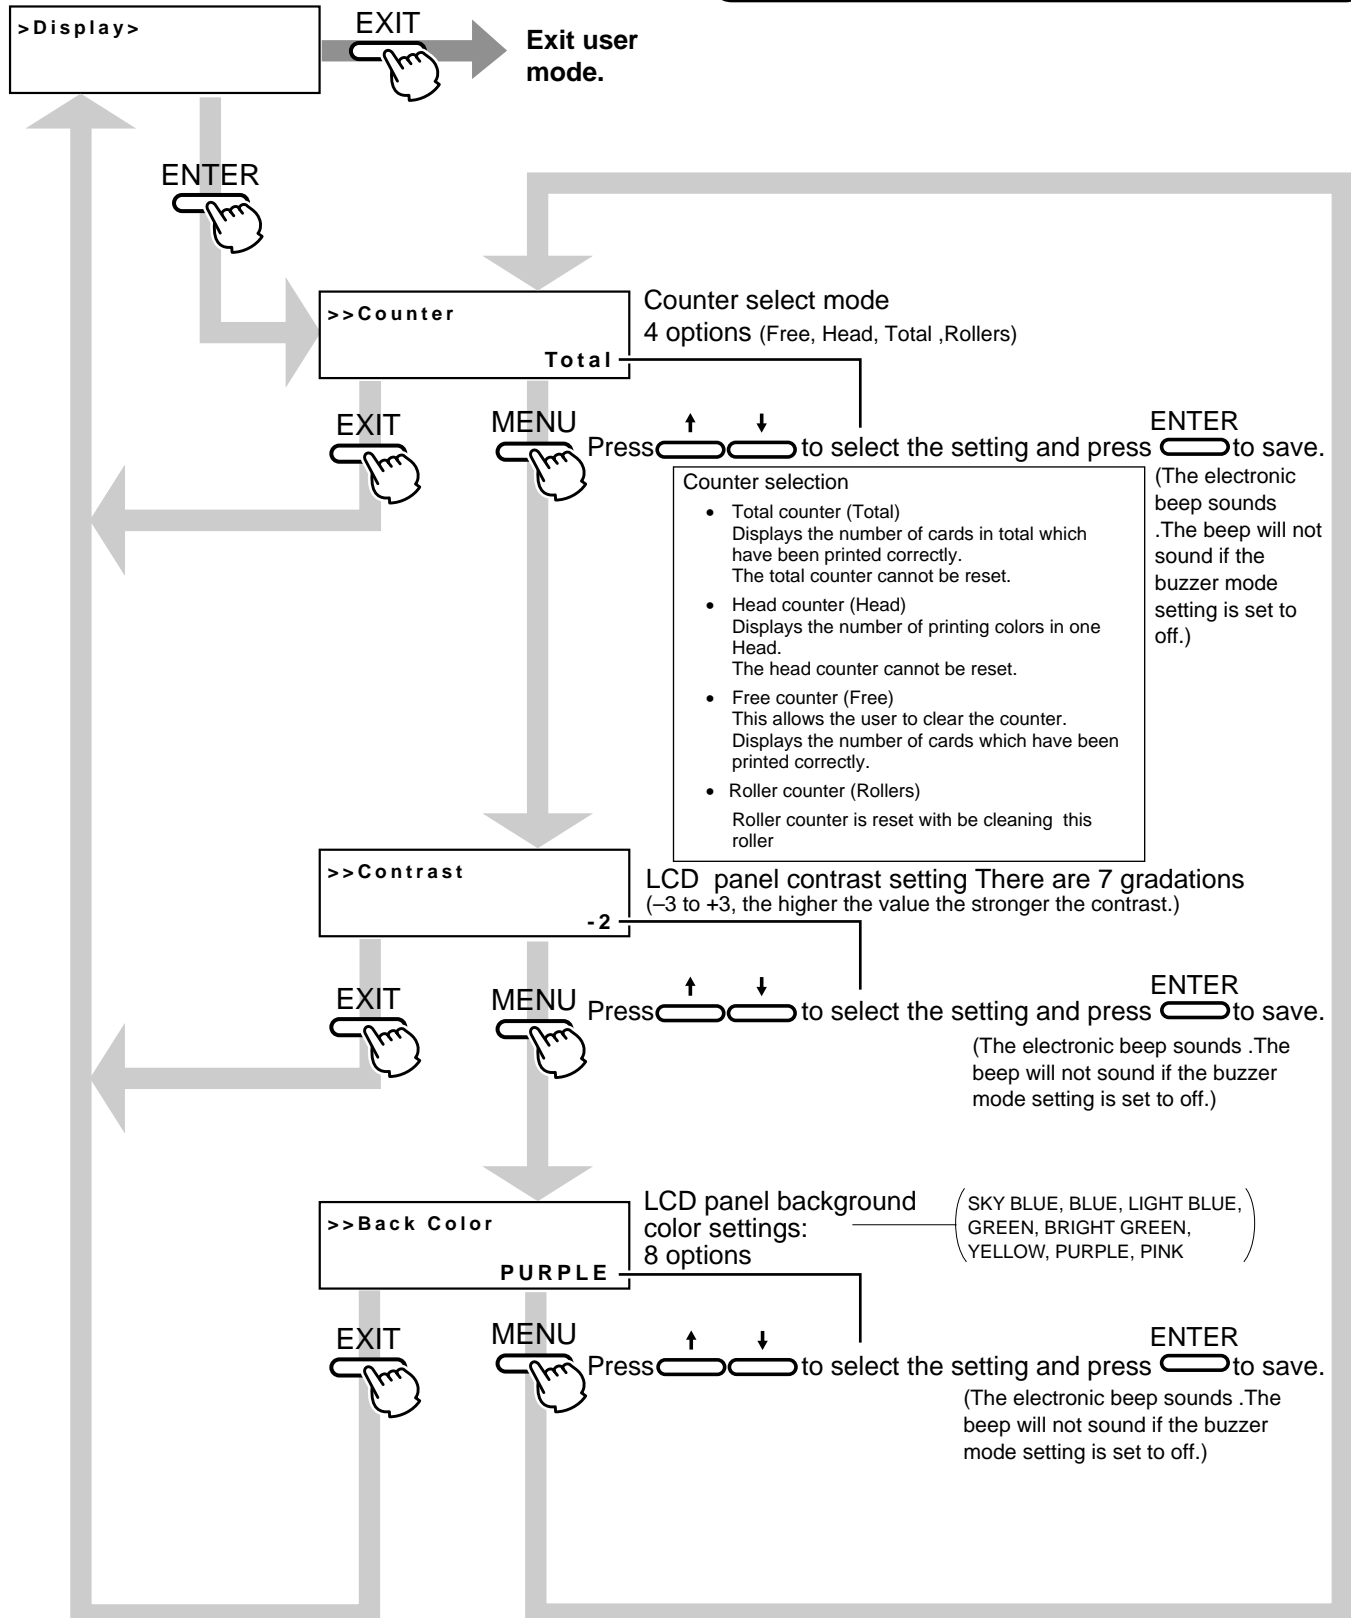 >Display>
EXIT
Exit user
mode.
ENTER
>>Counter
Total
Counter select mode
4 options (Free, Head, Total ,Rollers)
EXIT
MENU
Press to select the setting and press ENTER to save.
(The electronic
beep sounds
.The beep will not
sound if the
buzzer mode
setting is set to
off.)
Counter selection
• Total counter (Total)
Displays the number of cards in total which
have been printed correctly.
The total counter cannot be reset.
• Head counter (Head)
Displays the number of printing colors in one
Head.
The head counter cannot be reset.
• Free counter (Free)
This allows the user to clear the counter.
Displays the number of cards which have been
printed correctly.
• Roller counter (Rollers)
Roller counter is reset with be cleaning this
roller
>>Contrast
-2
LCD panel contrast setting There are 7 gradations
(–3 to +3, the higher the value the stronger the contrast.)
EXIT
MENU
Press to select the setting and press ENTER to save.
(The electronic beep sounds .The
beep will not sound if the buzzer
mode setting is set to off.)
>>Back Color
PURPLE
LCD panel background
color settings:
8 options
SKY BLUE, BLUE, LIGHT BLUE,
GREEN, BRIGHT GREEN,
YELLOW, PURPLE, PINK
EXIT
MENU
Press to select the setting and press ENTER to save.
(The electronic beep sounds .The
beep will not sound if the buzzer
mode setting is set to off.)